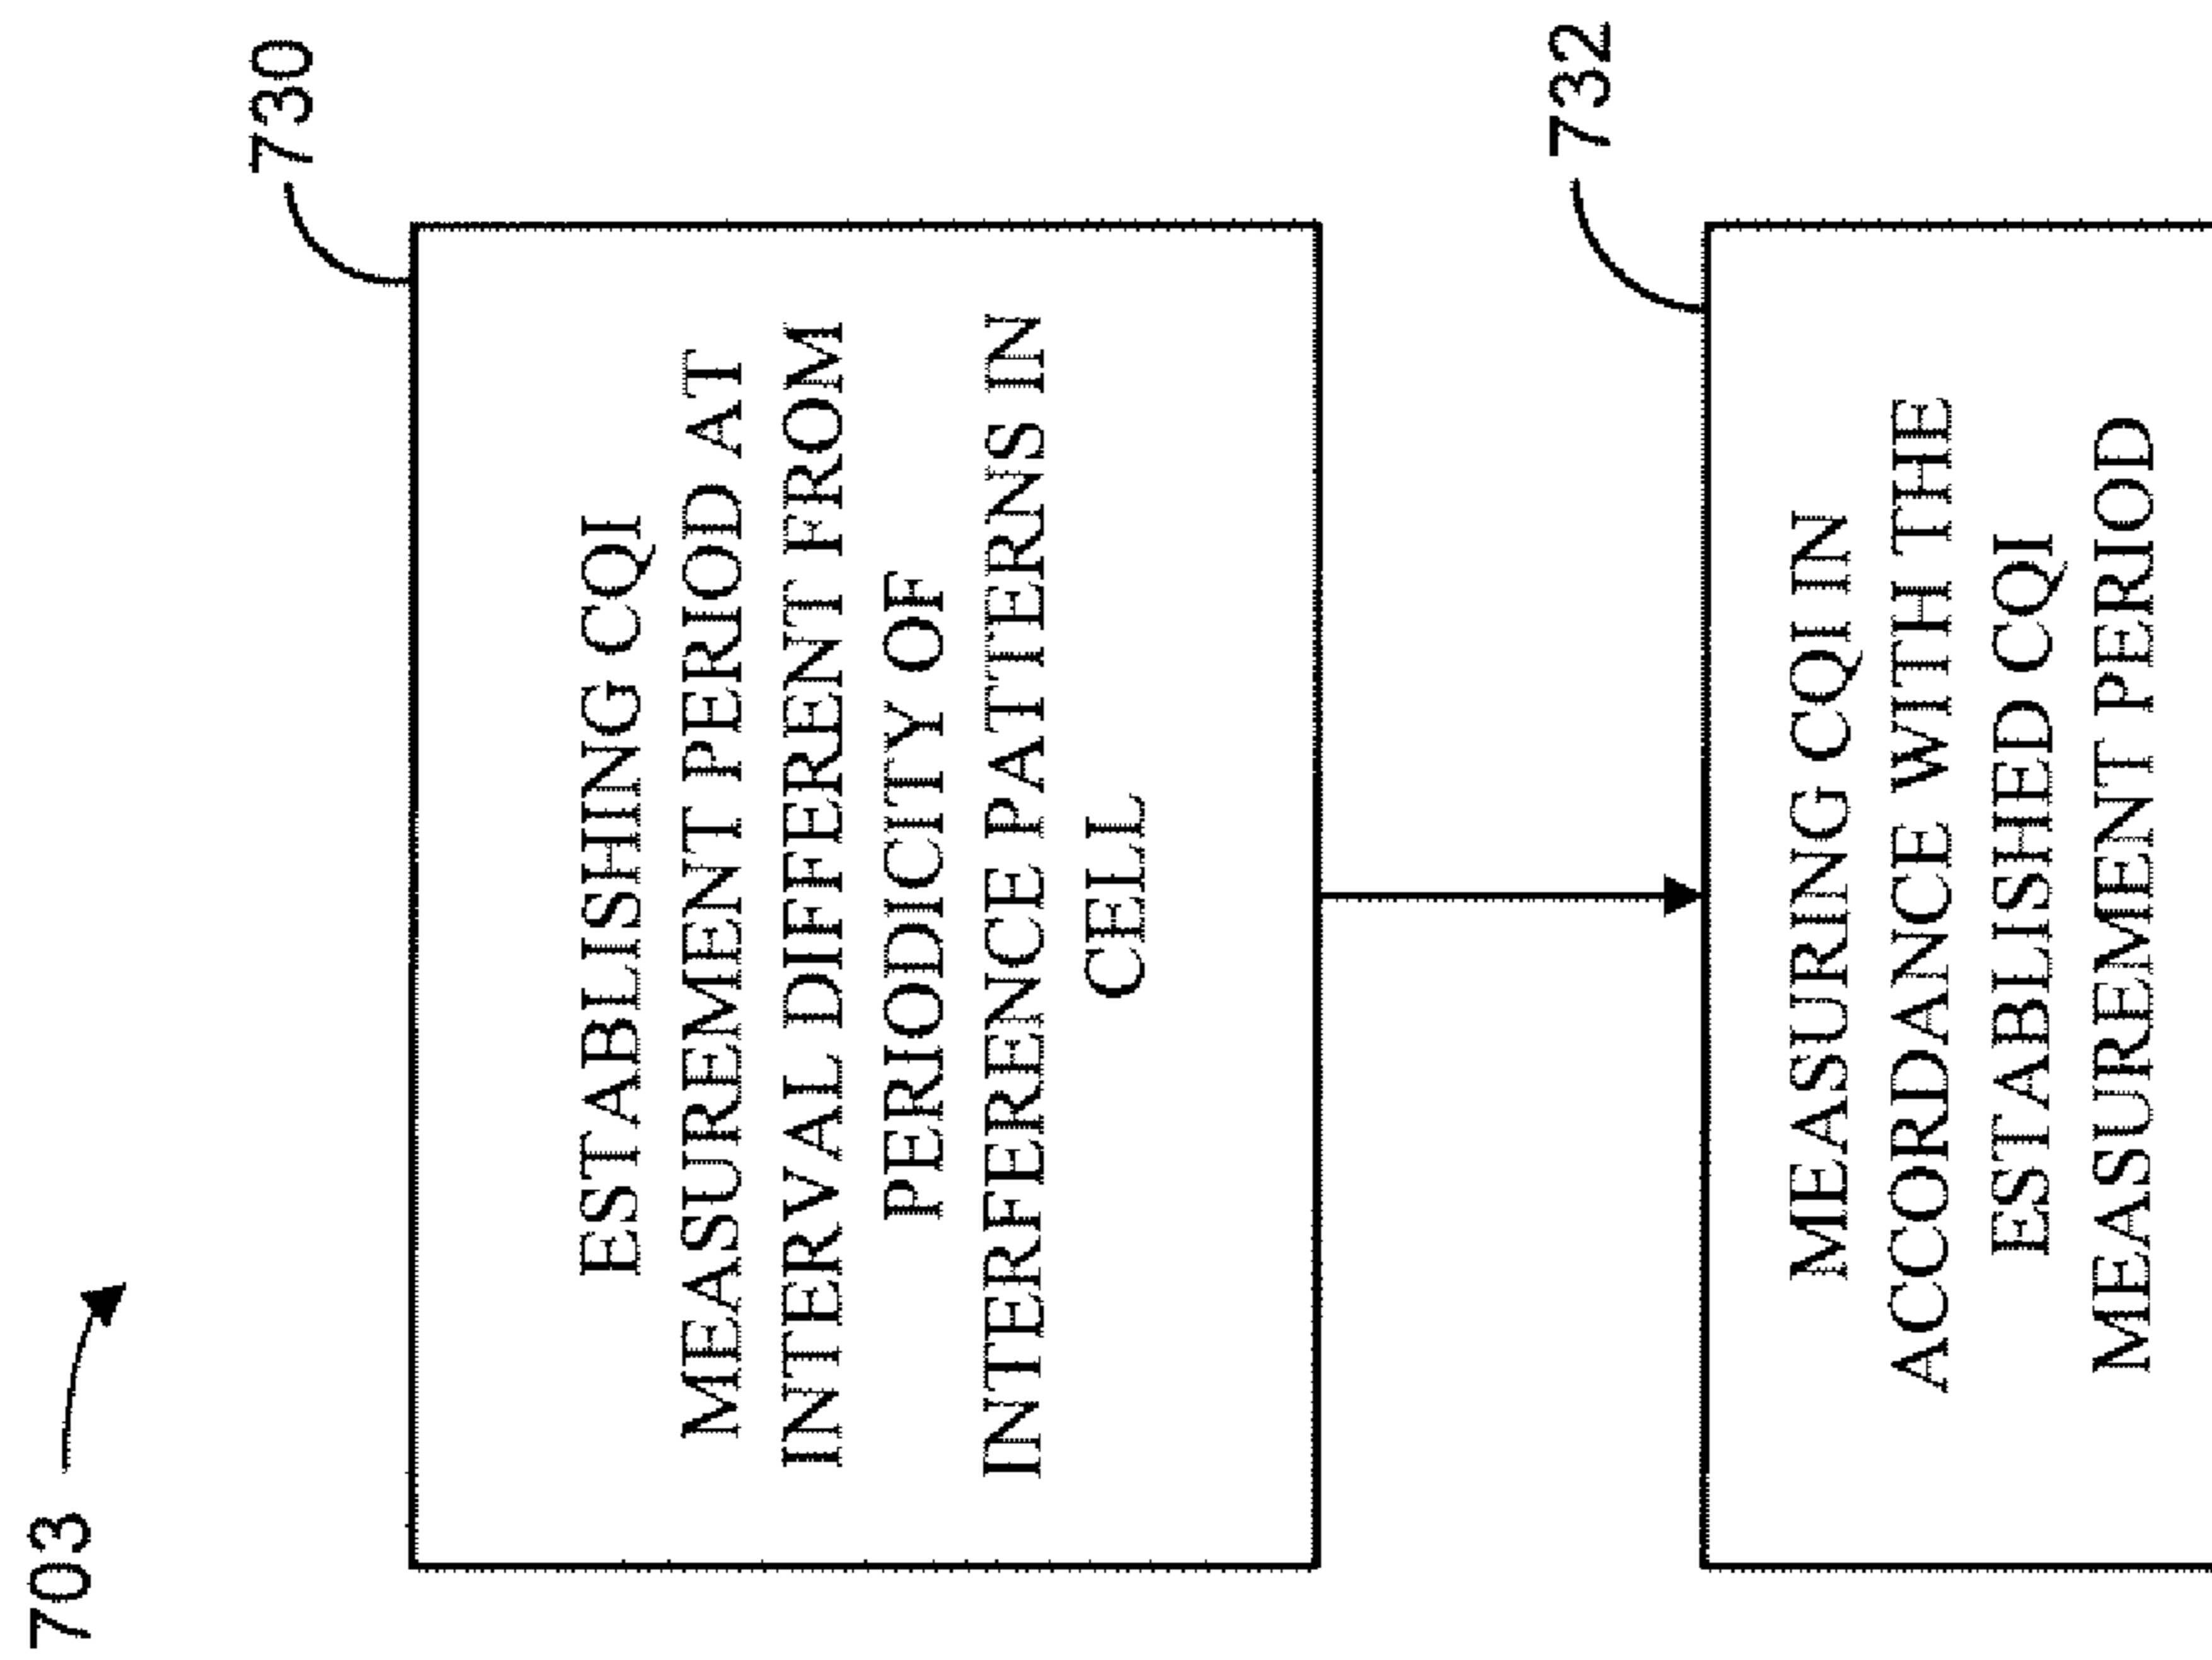 703
730
ESTABLISHING CQI
MEASUREMENT PERIOD AT
INTERVAL DIFFERENT FROM
PERIODICITY OF
INTERFERENCE PATTERNS IN
CELL
732
MEASURING CQI IN
ACCORDANCE WITH THE
ESTABLISHED CQI
MEASUREMENT PERIOD